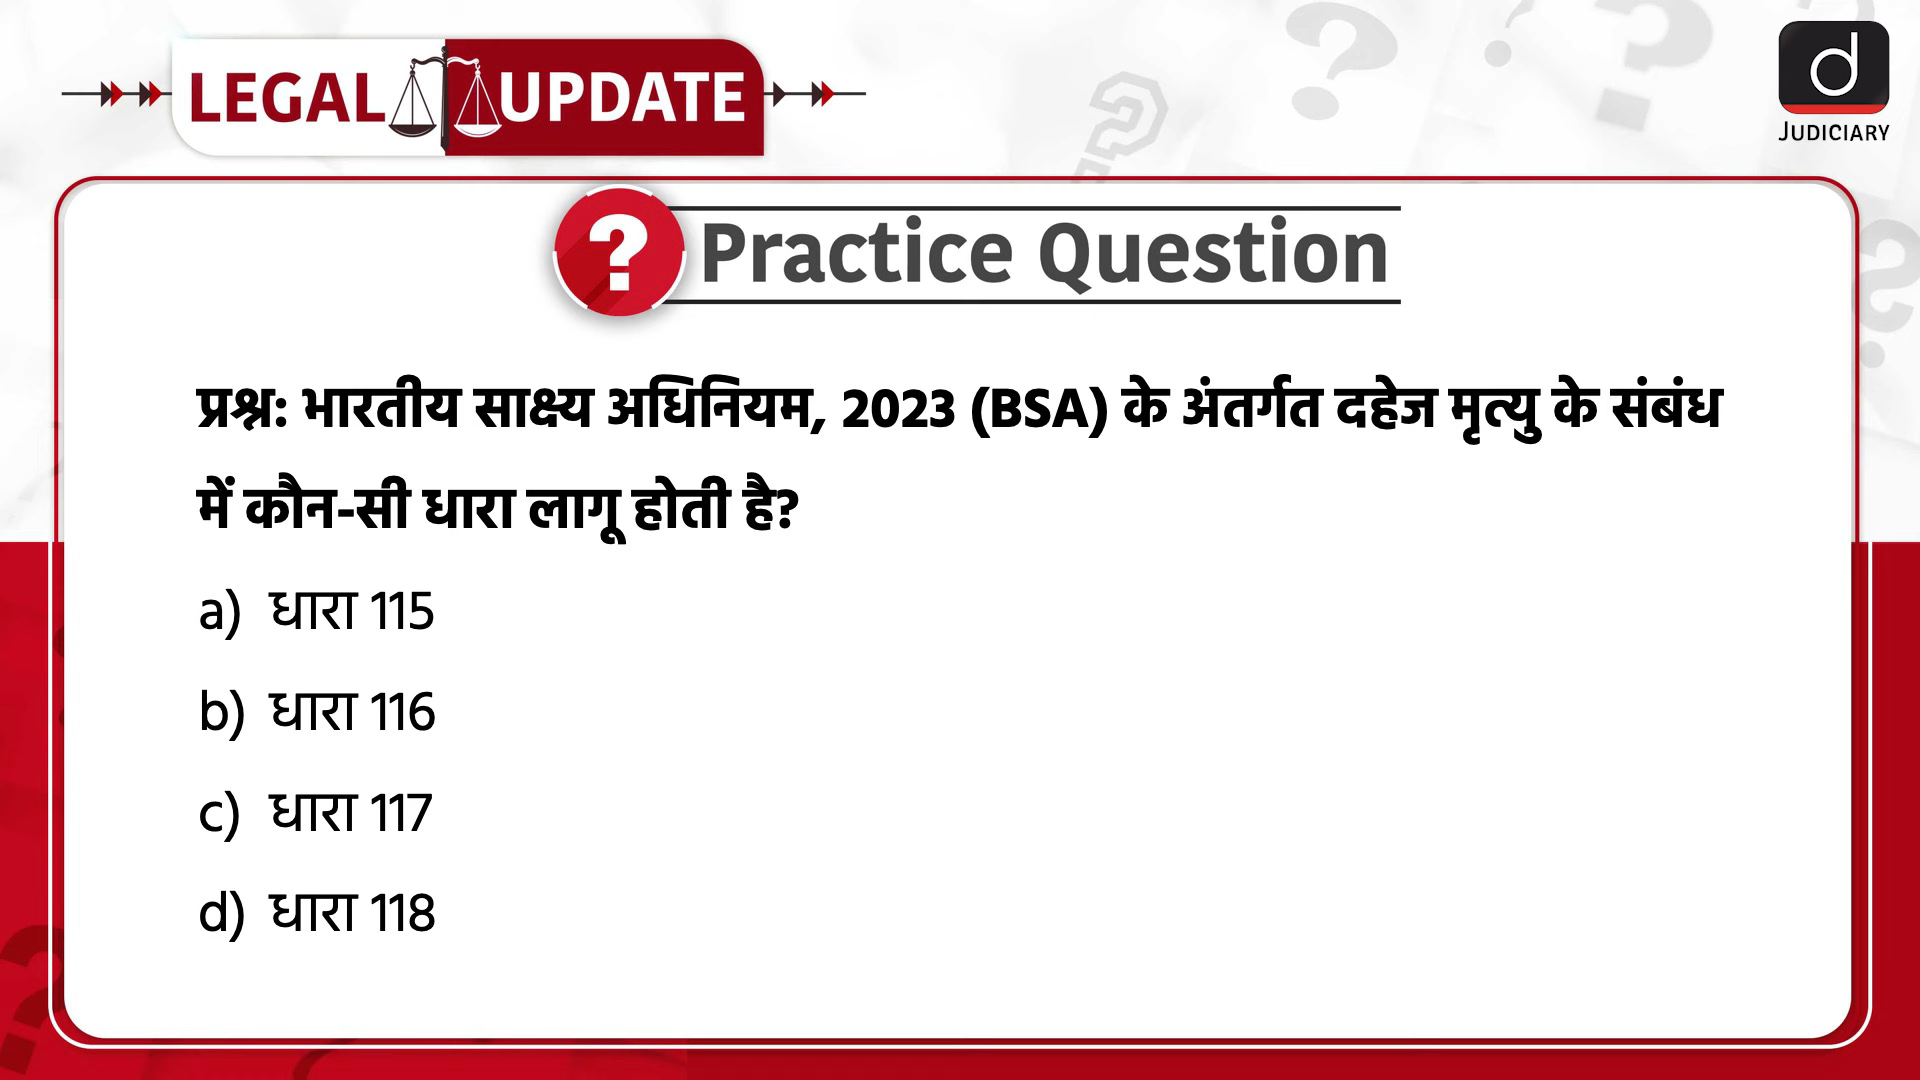 LEGAL UPDATE
JUDICIARY
Practice Question
प्रश्न: भारतीय साक्ष्य अधिनियम, 2023 (BSA) के अंतर्गत दहेज मृत्यु के संबंध
में कौन-सी धारा लागू होती है?
a) धारा 115
b) धारा 116
c) धारा 117
d) धारा 118